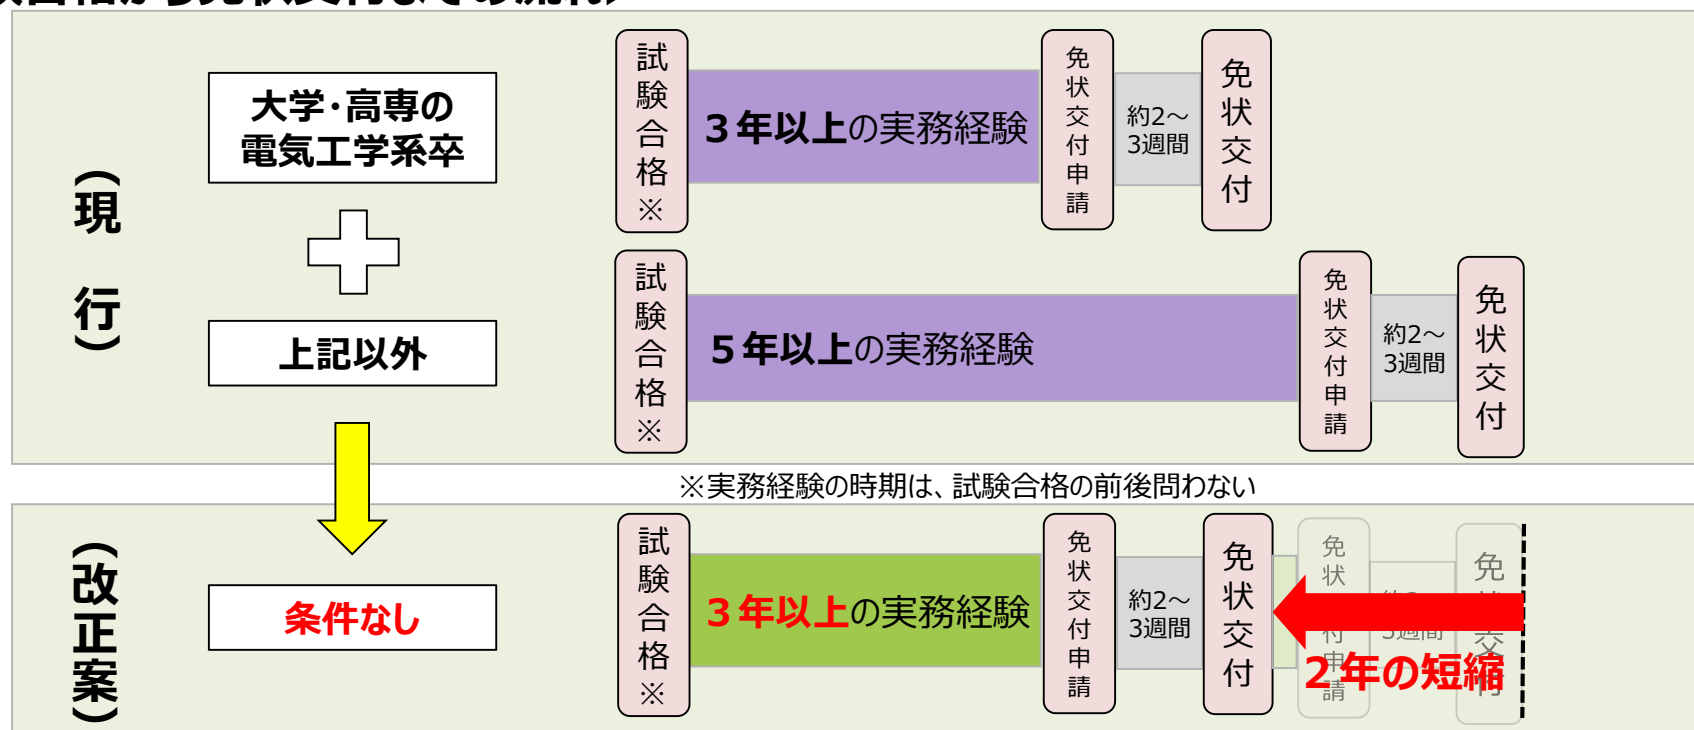 （現　行）
大学・高専の
電気工学系卒
上記以外
試験合格※
３年以上の実務経験
免状交付申請
約2～
3週間
免状交付
試験合格※
５年以上の実務経験
免状交付申請
約2～
3週間
免状交付
※実務経験の時期は、試験合格の前後問わない
（改正案）
条件なし
試験合格※
３年以上の実務経験
免状交付申請
約2～
3週間
免状交付
２年の短縮